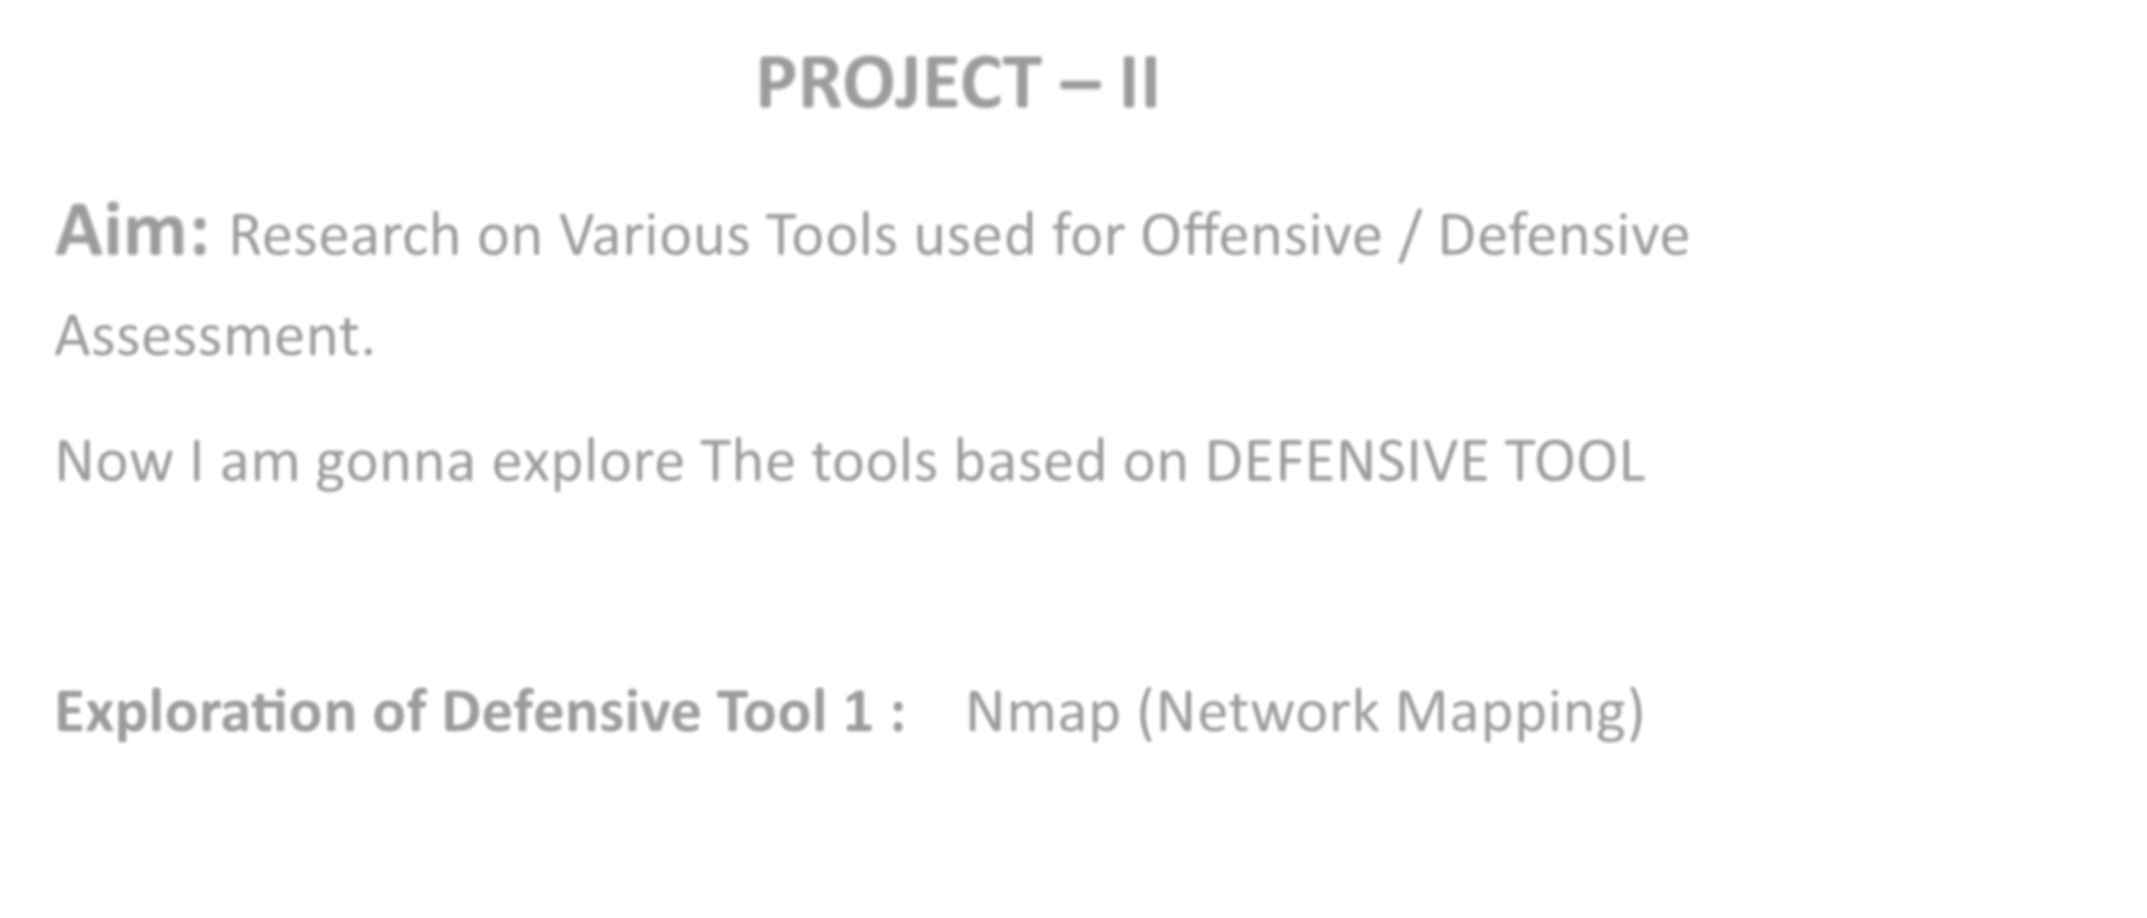 PROJECT – II
Aim: Research on Various Tools used for Offensive / Defensive
Assessment.
Now I am gonna explore The tools based on DEFENSIVE TOOL
Exploration of Defensive Tool 1 : Nmap (Network Mapping)